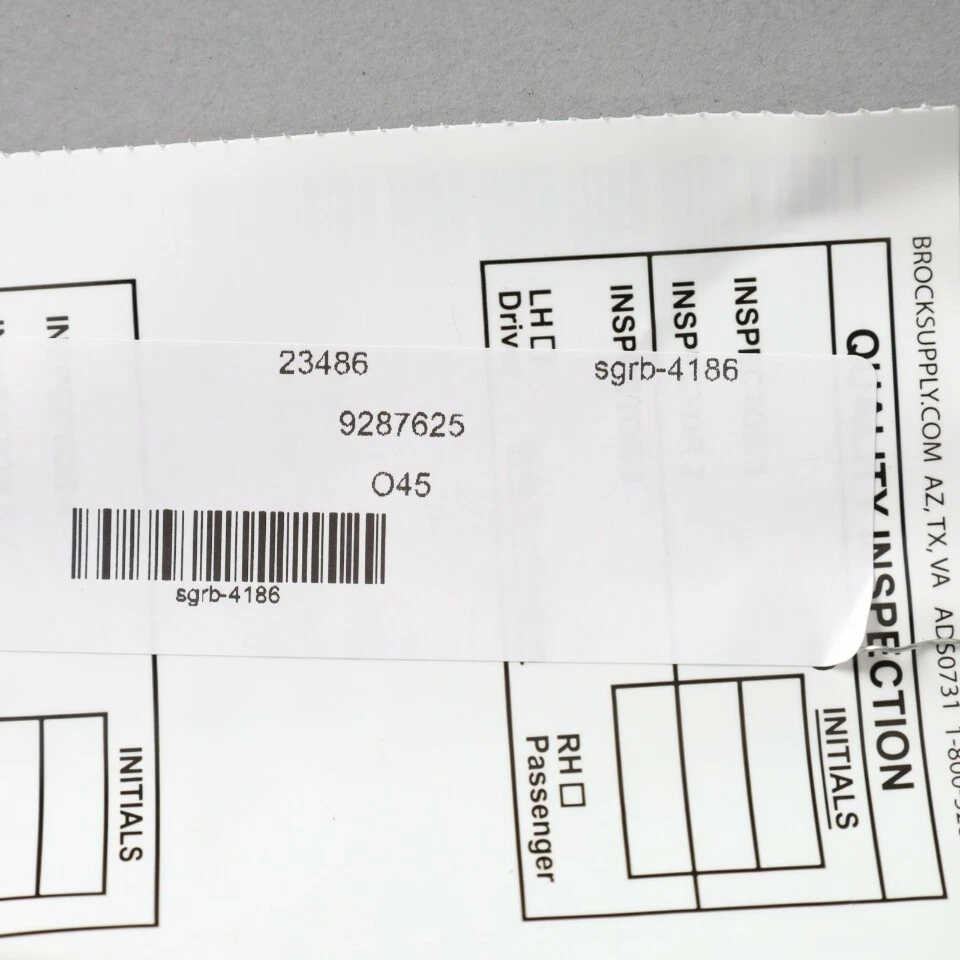 23486
sgrb-4186
9287625
O45
sgrb-4186
BROCKSUPPLY.COM AZ, TX, VA ADS0731
QUALITY INSPECTION
INITIALS
LH
RH
Passenger
INITIALS